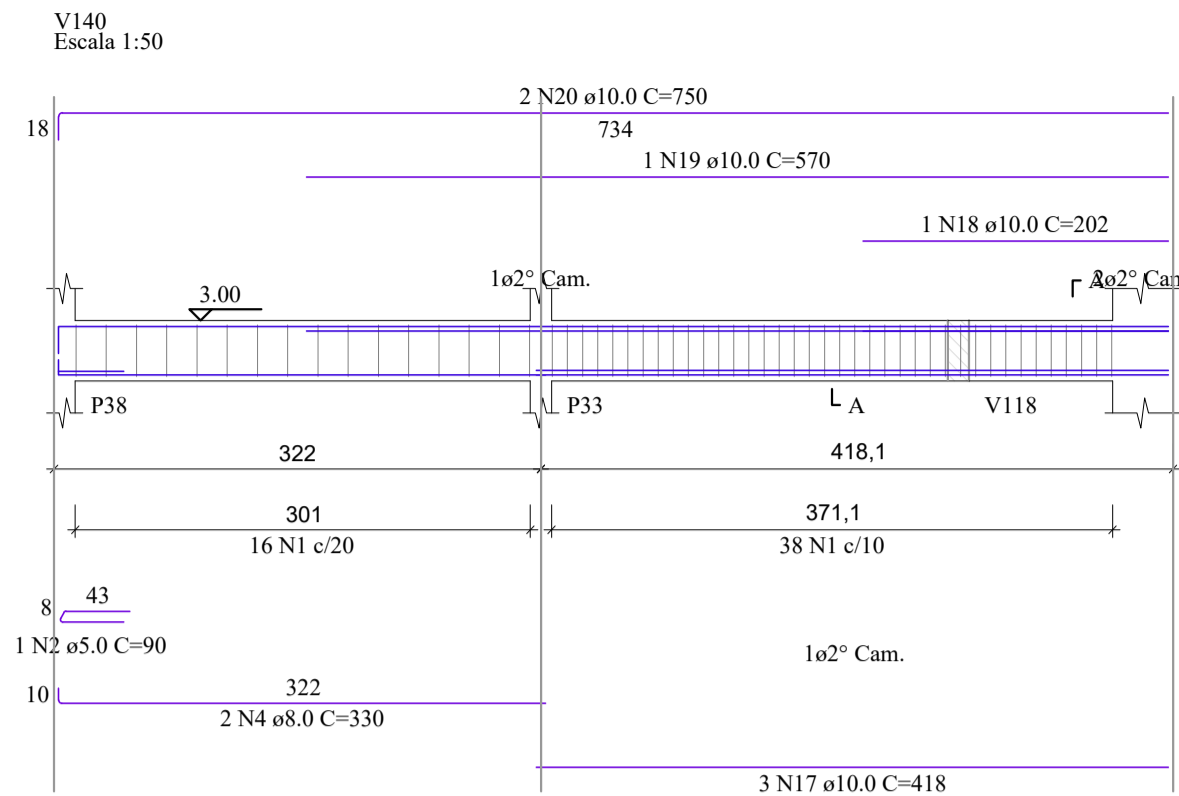 V140
Escala 1:50
2 N20 ø10.0 C=750
18
734
1 N19 ø10.0 C=570
1 N18 ø10.0 C=202
1ø2° Cam.
A
2ø2° Cam
3.00
P38
P33
A
V118
322
418,1
301
371,1
16 N1 c/20
38 N1 c/10
43
8
1 N2 ø5.0 C=90
1ø2° Cam.
10
322
2 N4 ø8.0 C=330
3 N17 ø10.0 C=418